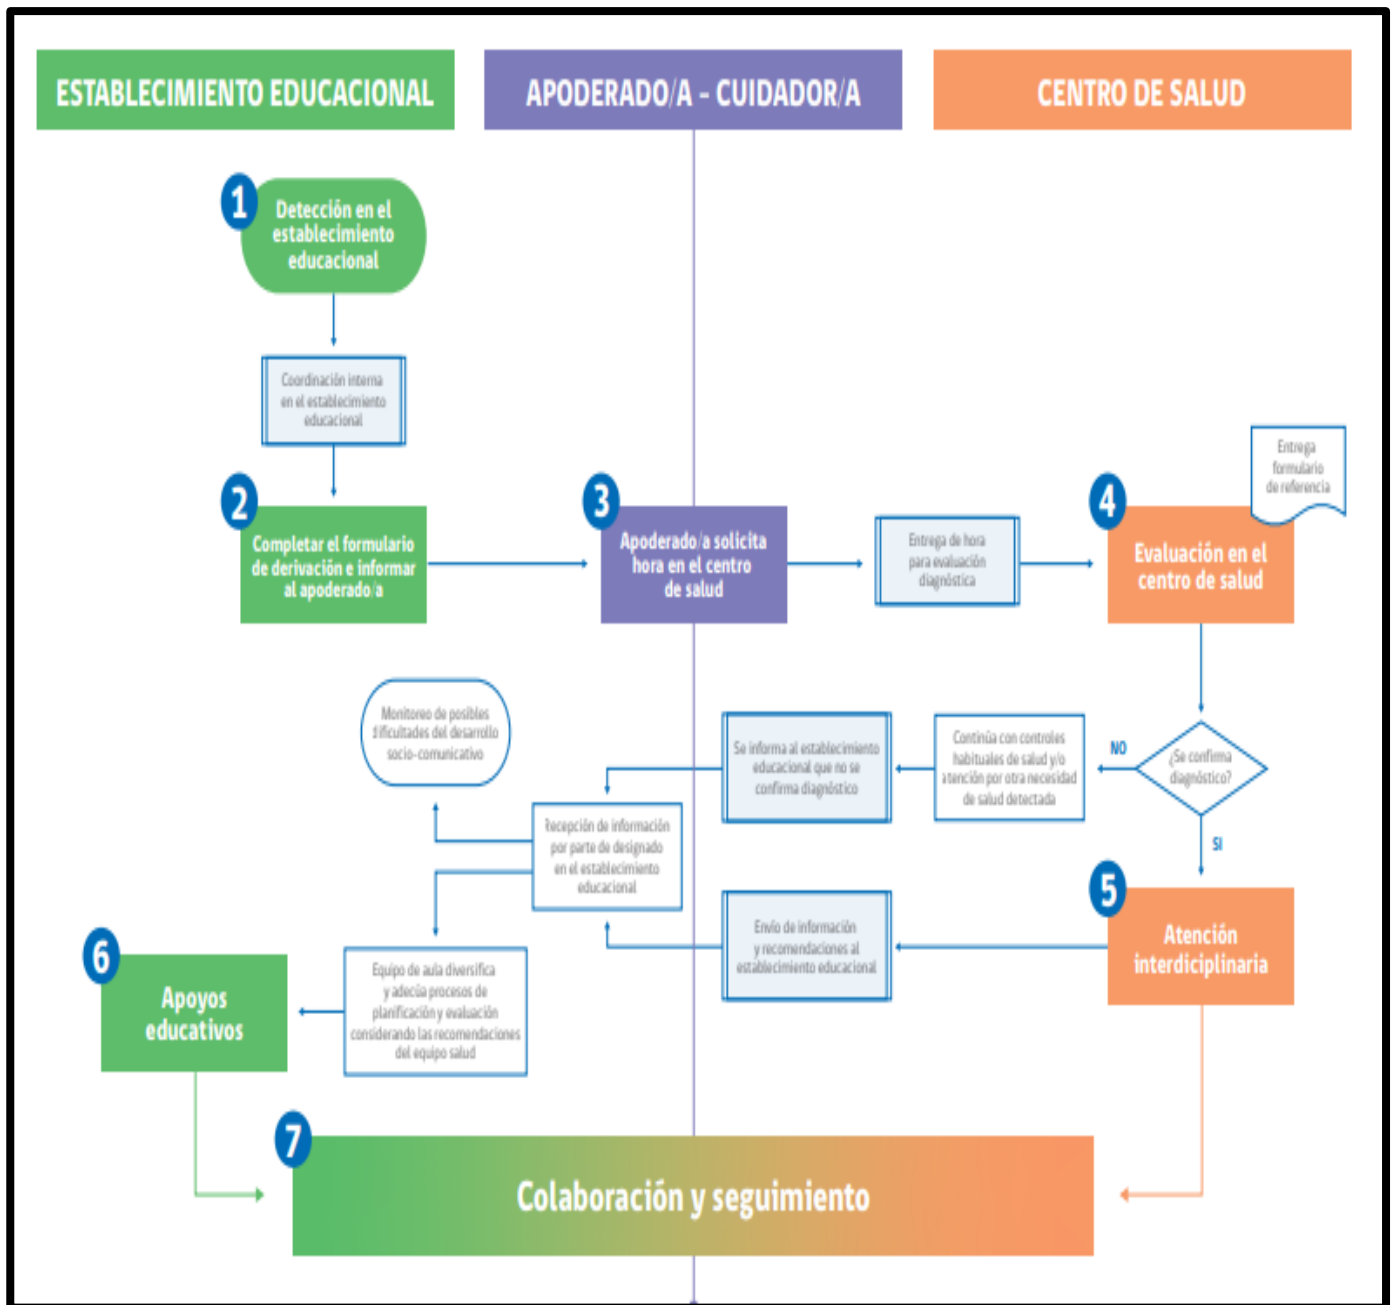 ESTABLECIMIENTO EDUCACIONAL
APODERADO/A - CUIDADOR/A
CENTRO DE SALUD
1
Detección en el
establecimiento
educacional
Coordinación interna
en el establecimiento
educacional
2
Completar el formulario
de derivación e informar
al apoderado/a
3
Apoderado/a solicita
hora en el centro
de salud
Entrega de hora
para evaluación
diagnóstica
4
Evaluación en el
centro de salud
Entrega
formulario
de referencia
¿Se confirma
diagnóstico?
NO
SI
Continúa con controles
habituales de salud y/o
atención por otra necesidad
de salud detectada
Se informa al establecimiento
educacional que no se
confirma diagnóstico
Monitoreo de posibles
dificultades del desarrollo
socio-comunicativo
Recepción de información
por parte de designado
en el establecimiento
educacional
5
Atención
interdiciplinaria
Envío de información
y recomendaciones al
establecimiento educacional
Equipo de aula diversifica
y adecúa procesos de
planificación y evaluación
considerando las recomendaciones
del equipo salud
6
Apoyos
educativos
7
Colaboración y seguimiento